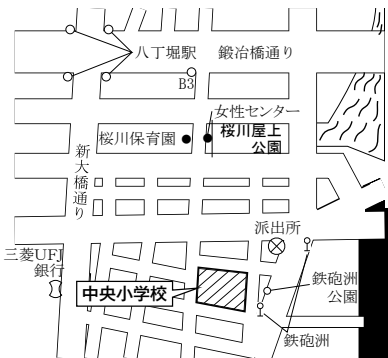 八丁堀駅
鍛冶橋通り
B3
女性センター
桜川保育園
桜川屋上
公園
新大橋通り
派出所
三菱UFJ
銀行
中央小学校
鉄砲洲
公園
鉄砲洲